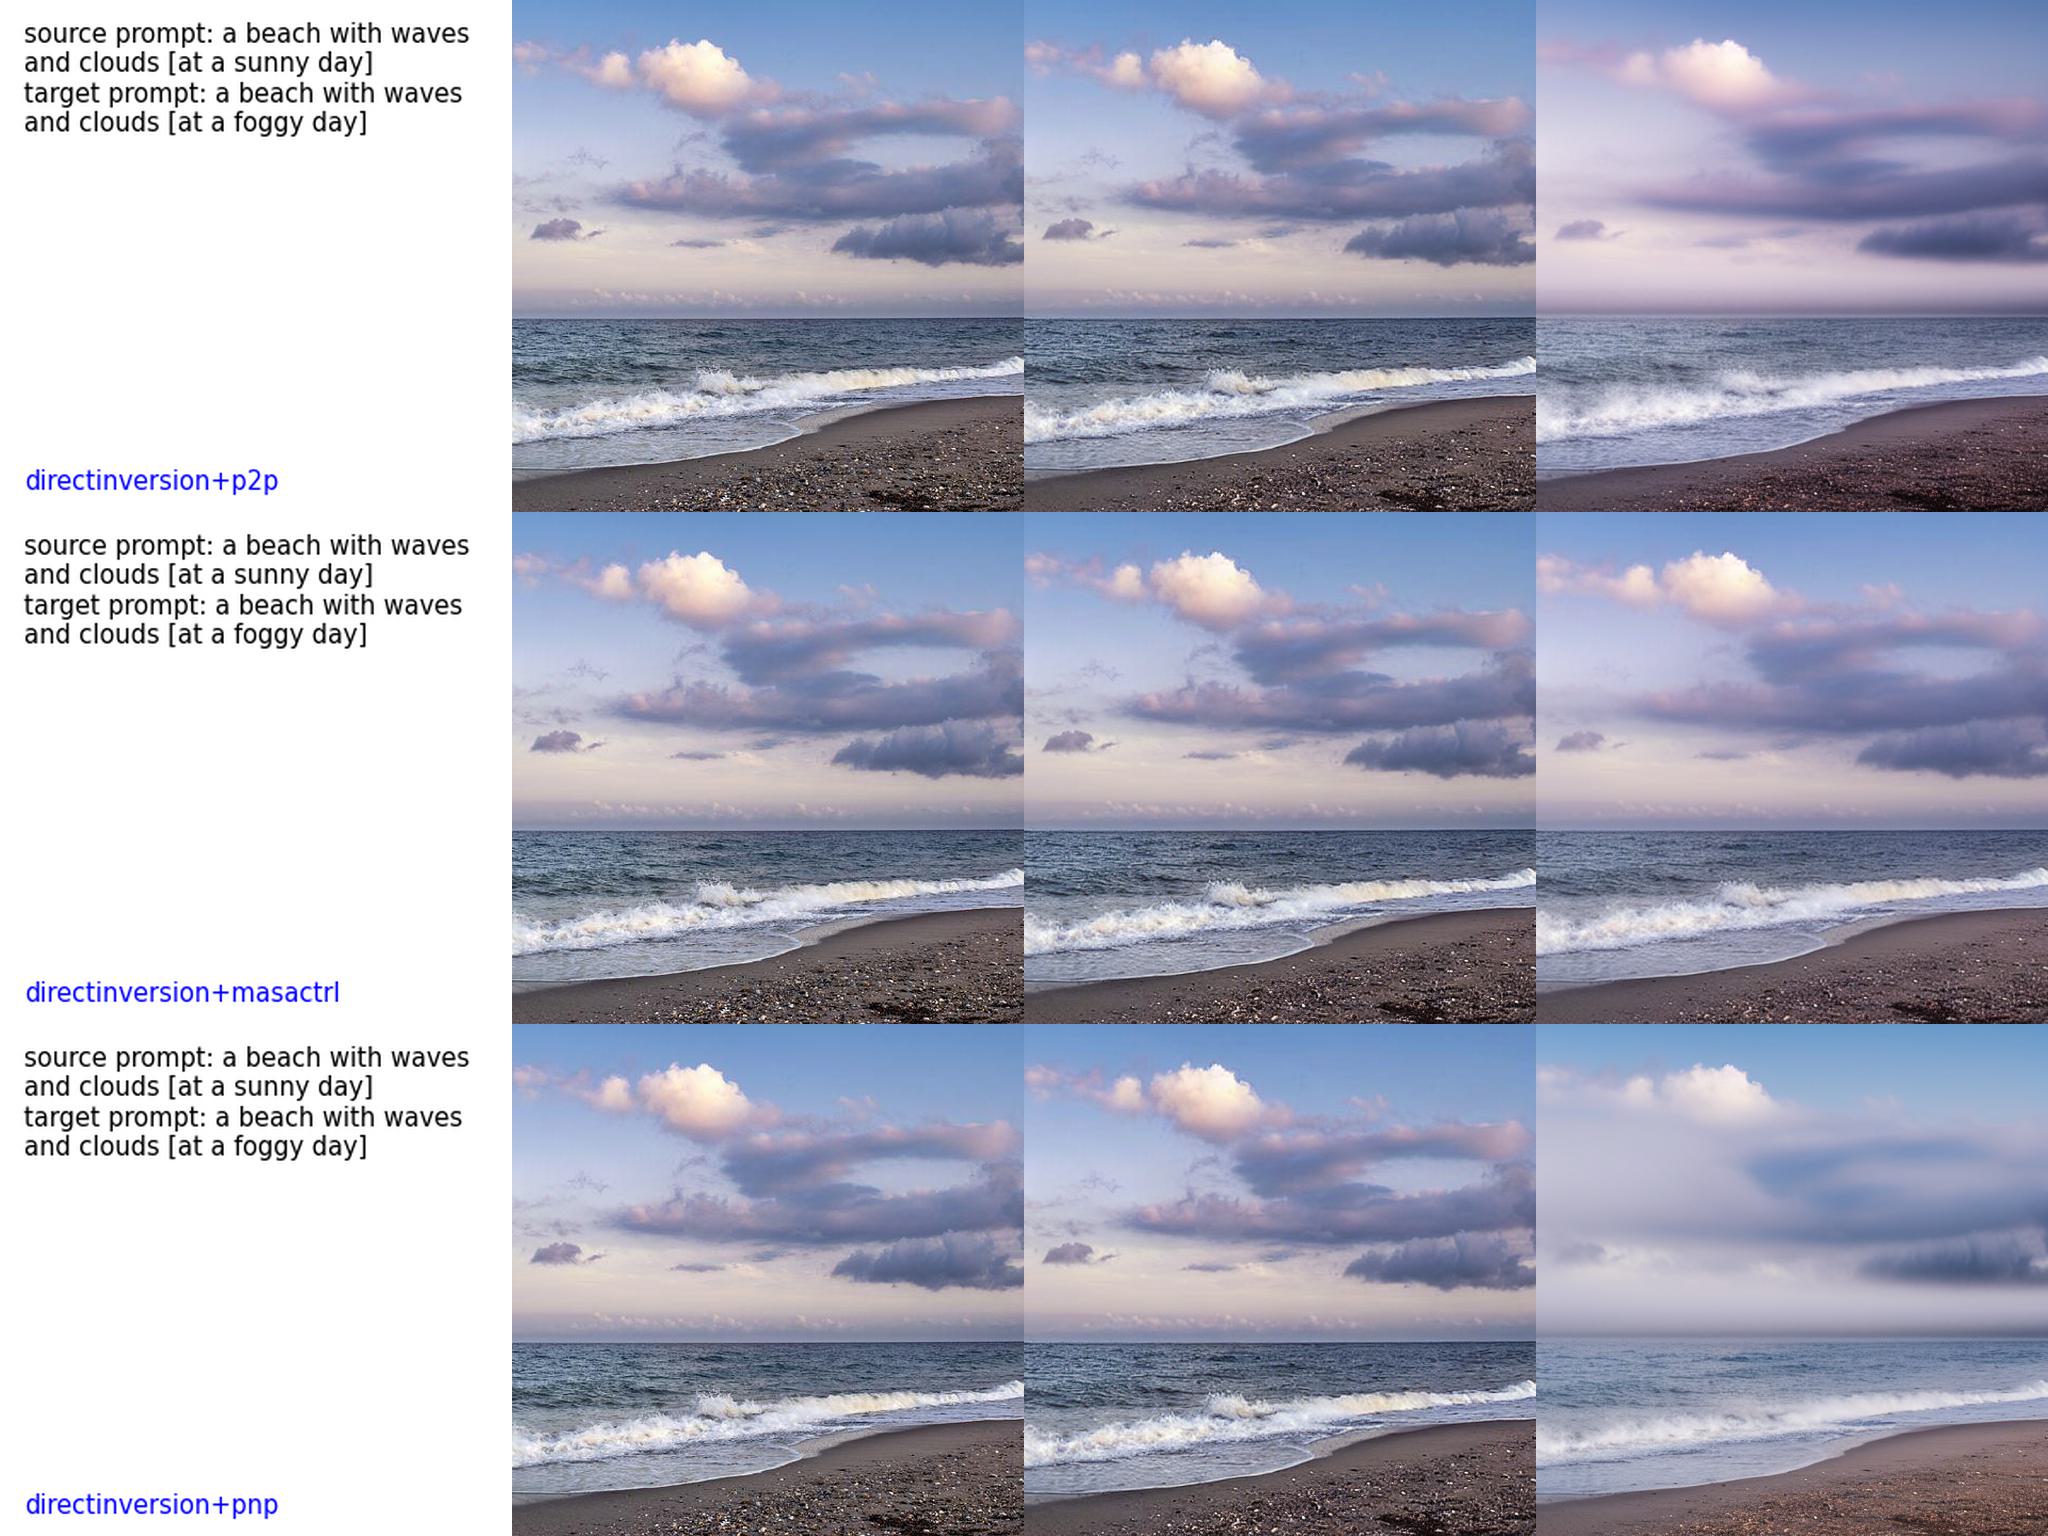 source prompt: a beach with waves
and clouds [at a sunny day]
target prompt: a beach with waves
and clouds [at a foggy day]
directinversion+p2p
source prompt: a beach with waves
and clouds [at a sunny day]
target prompt: a beach with waves
and clouds [at a foggy day]
directinversion+masactrl
source prompt: a beach with waves
and clouds [at a sunny day]
target prompt: a beach with waves
and clouds [at a foggy day]
directinversion+pnp